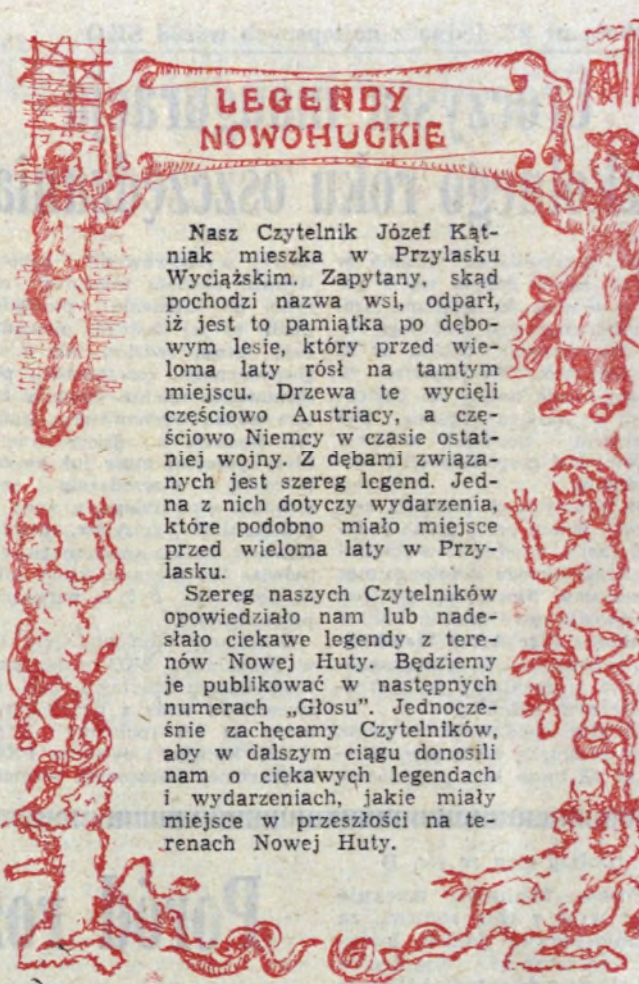 LEGENDY
NOWOHUCKIE
Nasz Czytelnik Józef Kąt-
niak mieszka w Przylasku
Wyciążskim. Zapytany, skąd
pochodzi nazwa wsi, odparł,
iż jest to pamiątka po dębo-
wym lesie, który przed wie-
loma laty rósł na tamtym
miejscu. Drzewa te wycięli
częściowo Austriacy, a czę-
ściowo Niemcy w czasie ostat-
niej wojny. Z dębami związa-
nych jest szereg legend. Jed-
na z nich dotyczy wydarzenia,
które podobno miało miejsce
przed wieloma laty w Przy-
lasku.
Szereg naszych Czytelników
opowiedziało nam lub nade-
słało ciekawe legendy z tere-
nów Nowej Huty. Będziemy
je publikować w następnych
numerach „Głosu”. Jednocze-
śnie zachęcamy Czytelników,
aby w dalszym ciągu donosili
nam o ciekawych legendach
i wydarzeniach, jakie miały
miejsce w przeszłości na te-
renach Nowej Huty.